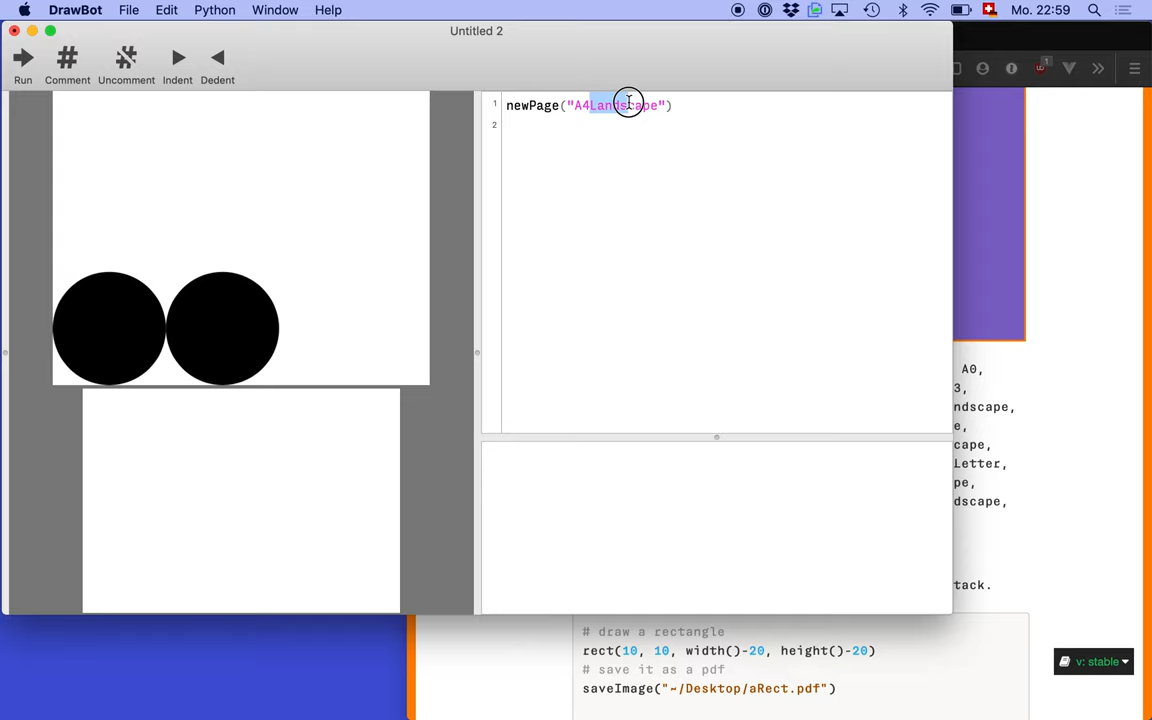 DrawBot File Edit Python Window Help
Mo. 22:59
Untitled 2
Run Comment Uncomment Indent Dedent
1 newPage("A4Landscape")
2
1
A0,
3,
ndscape,
e,
cape,
Letter,
pe,
dscape,
tack.
# draw a rectangle
rect(10, 10, width()-20, height()-20)
# save it as a pdf
saveImage("~/Desktop/aRect.pdf")
v: stable